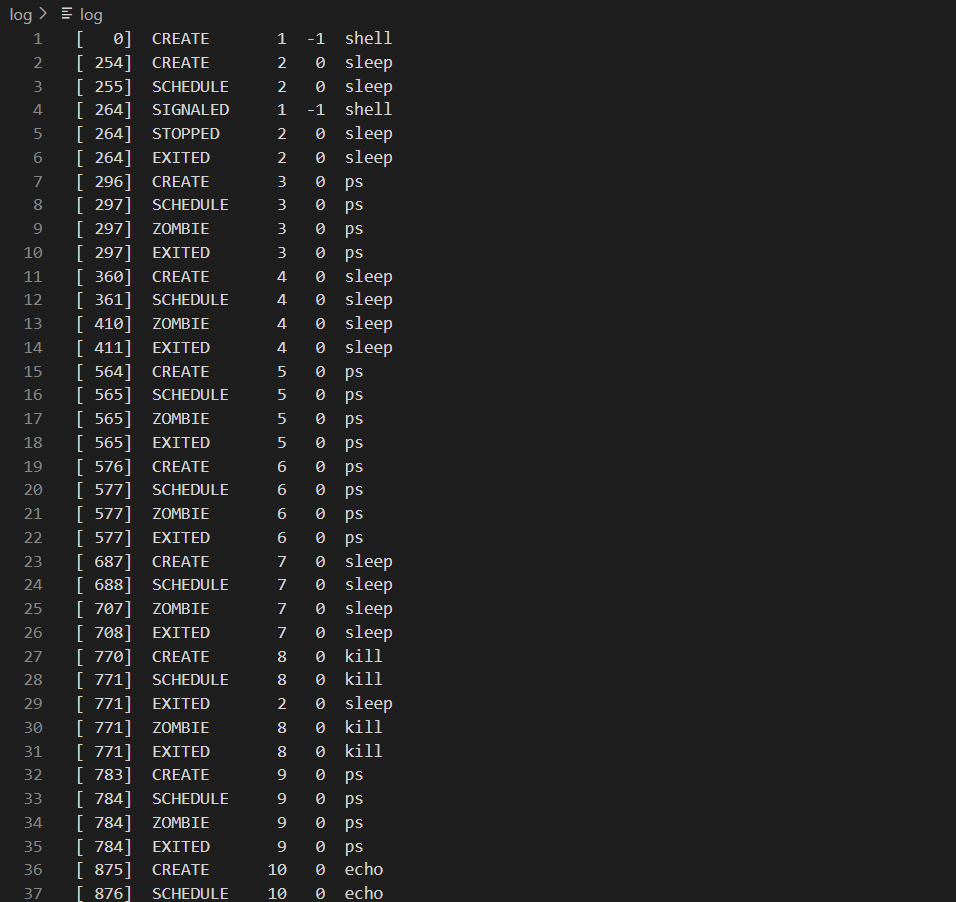 log > log
1 [   0]  CREATE       1  -1  shell
2 [ 254]  CREATE       2   0  sleep
3 [ 255]  SCHEDULE     2   0  sleep
4 [ 264]  SIGNALED     1  -1  shell
5 [ 264]  STOPPED      2   0  sleep
6 [ 264]  EXITED       2   0  sleep
7 [ 296]  CREATE       3   0  ps
8 [ 297]  SCHEDULE     3   0  ps
9 [ 297]  ZOMBIE       3   0  ps
10 [ 297]  EXITED       3   0  ps
11 [ 360]  CREATE       4   0  sleep
12 [ 361]  SCHEDULE     4   0  sleep
13 [ 410]  ZOMBIE       4   0  sleep
14 [ 411]  EXITED       4   0  sleep
15 [ 564]  CREATE       5   0  ps
16 [ 565]  SCHEDULE     5   0  ps
17 [ 565]  ZOMBIE       5   0  ps
18 [ 565]  EXITED       5   0  ps
19 [ 576]  CREATE       6   0  ps
20 [ 577]  SCHEDULE     6   0  ps
21 [ 577]  ZOMBIE       6   0  ps
22 [ 577]  EXITED       6   0  ps
23 [ 687]  CREATE       7   0  sleep
24 [ 688]  SCHEDULE     7   0  sleep
25 [ 707]  ZOMBIE       7   0  sleep
26 [ 708]  EXITED       7   0  sleep
27 [ 770]  CREATE       8   0  kill
28 [ 771]  SCHEDULE     8   0  kill
29 [ 771]  EXITED       2   0  sleep
30 [ 771]  ZOMBIE       8   0  kill
31 [ 771]  EXITED       8   0  kill
32 [ 783]  CREATE       9   0  ps
33 [ 784]  SCHEDULE     9   0  ps
34 [ 784]  ZOMBIE       9   0  ps
35 [ 784]  EXITED       9   0  ps
36 [ 875]  CREATE      10   0  echo
37 [ 876]  SCHEDULE    10   0  echo